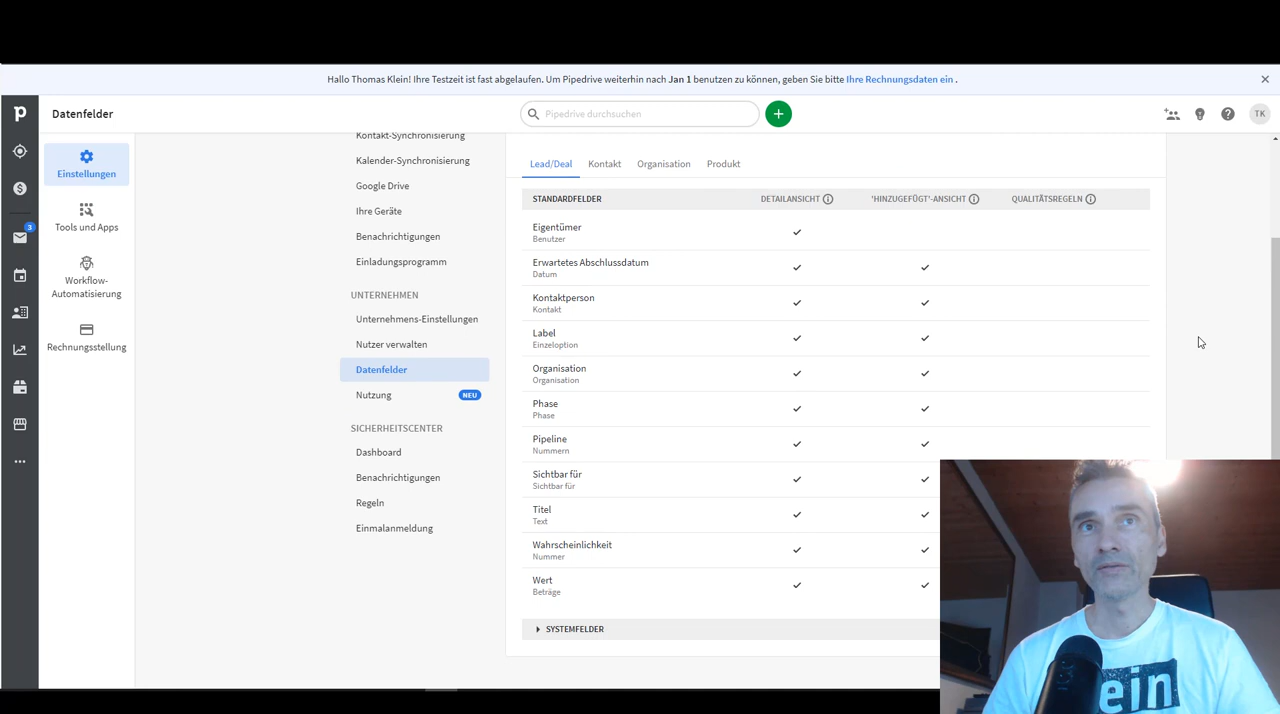 Hallo Thomas Klein! Ihre Testzeit ist fast abgelaufen. Um Pipedrive weiterhin nach Jan 1 benutzen zu können, geben Sie bitte Ihre Rechnungsdaten ein .
p
Datenfelder
Pipedrive durchsuchen
TK
3
Einstellungen
Tools und Apps
Workflow-
Automatisierung
Rechnungsstellung
Kontakt-Synchronisierung
Kalender-Synchronisierung
Google Drive
Ihre Geräte
Benachrichtigungen
Einladungsprogramm
UNTERNEHMEN
Unternehmens-Einstellungen
Nutzer verwalten
Datenfelder
Nutzung NEU
SICHERHEITSCENTER
Dashboard
Benachrichtigungen
Regeln
Einmalanmeldung
Lead/Deal Kontakt Organisation Produkt
STANDARDFELDER DETAILANSICHT 'HINZUGEFÜGT'-ANSICHT QUALITÄTSREGELN
Eigentümer
Benutzer
Erwartetes Abschlussdatum
Datum
Kontaktperson
Kontakt
Label
Einzeloption
Organisation
Organisation
Phase
Phase
Pipeline
Nummern
Sichtbar für
Sichtbar für
Titel
Text
Wahrscheinlichkeit
Nummer
Wert
Beträge
SYSTEMFELDER
ein